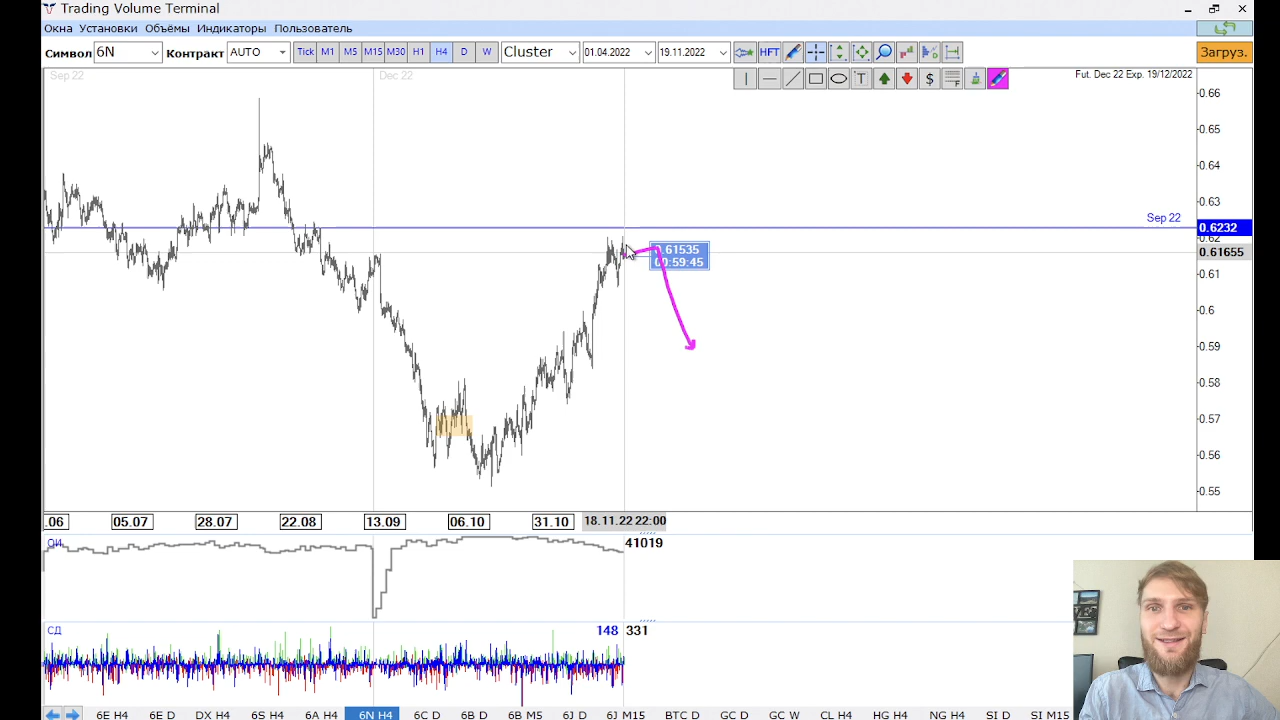 Trading Volume Terminal
Окна Установки Объёмы Индикаторы Пользователь
Символ 6N Контракт AUTO Tick M1 M5 M15 M30 H1 H4 D W Cluster 01.04.2022 19.11.2022 HFT Загруз.
T $ F
Sep 22 Dec 22 Fut. Dec 22 Exp. 19/12/2022
0.66
0.65
0.64
0.63
Sep 22
0.6232
0.62
0.61535
0.61655
00:59:45
0.61
0.6
0.59
0.58
0.57
0.56
0.55
.06 05.07 28.07 22.08 13.09 06.10 31.10 18.11.22 22:00
ОИ 41019
СД 148 331
6E H4 6E D DX H4 6S H4 6A H4 6N H4 6C D 6B D 6B M5 6J D 6J M15 BTC D GC D GC W CL H4 HG H4 NG H4 SI D SI M15